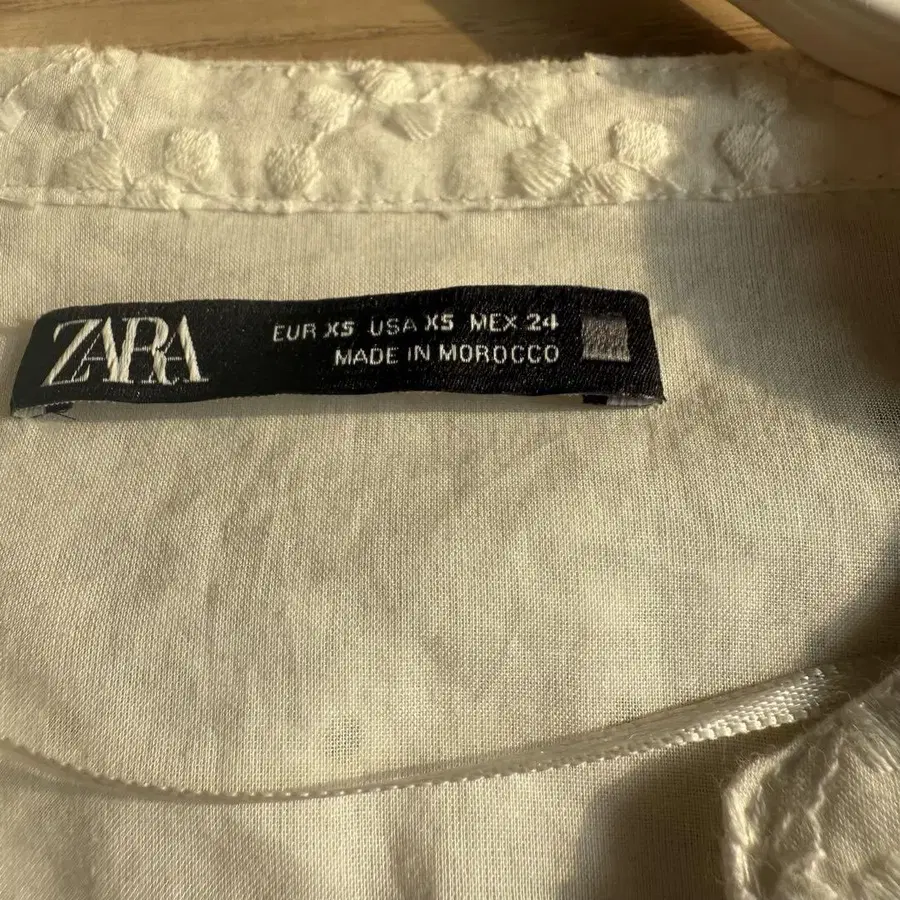 ZARA
EUR XS USA XS MEX 24
MADE IN MOROCCO